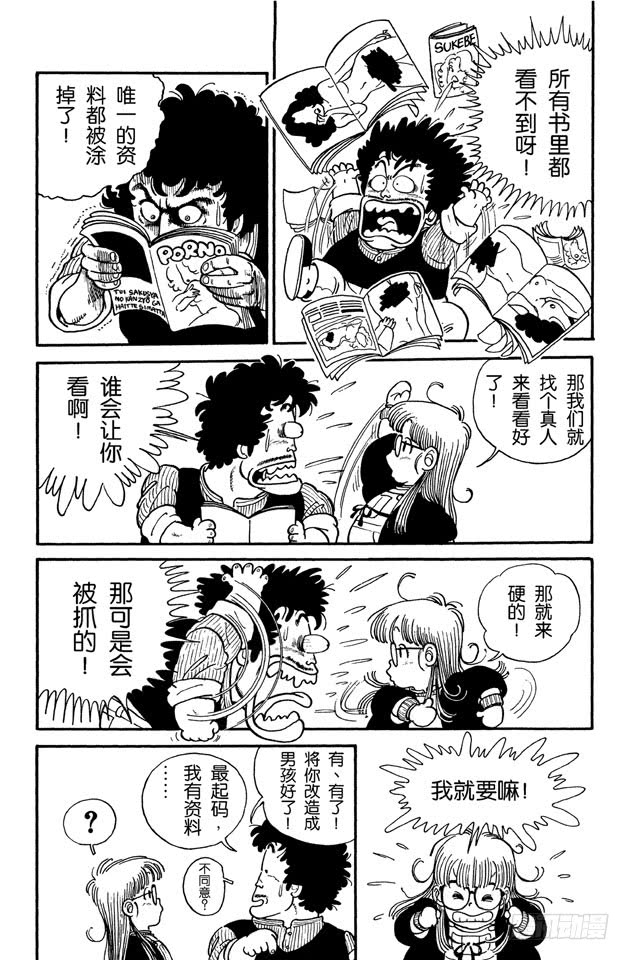 唯一的资
料都被涂
掉了！
PORNO
SUKEBE
所有书里都
看不到呀！
谁会让你
看啊！
那我们就
找个真人
来看看好
了！
那可是会
被抓的！
那就来
硬的！
？
最起码，
我有资料
……
不同
意？
有、有了！
将你改造成
男孩好了！
我就要嘛！